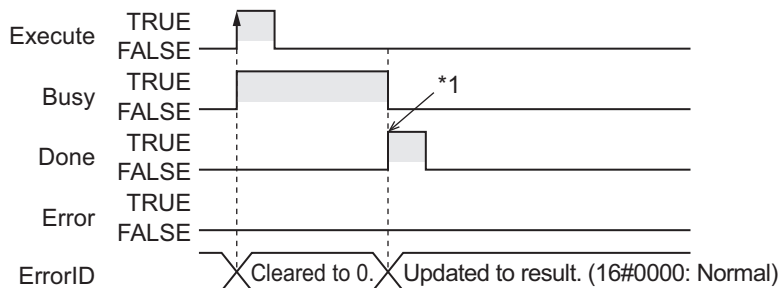 Execute TRUE
FALSE
Busy TRUE
FALSE
*1
Done TRUE
FALSE
Error TRUE
FALSE
ErrorID Cleared to 0. Updated to result. (16#0000: Normal)